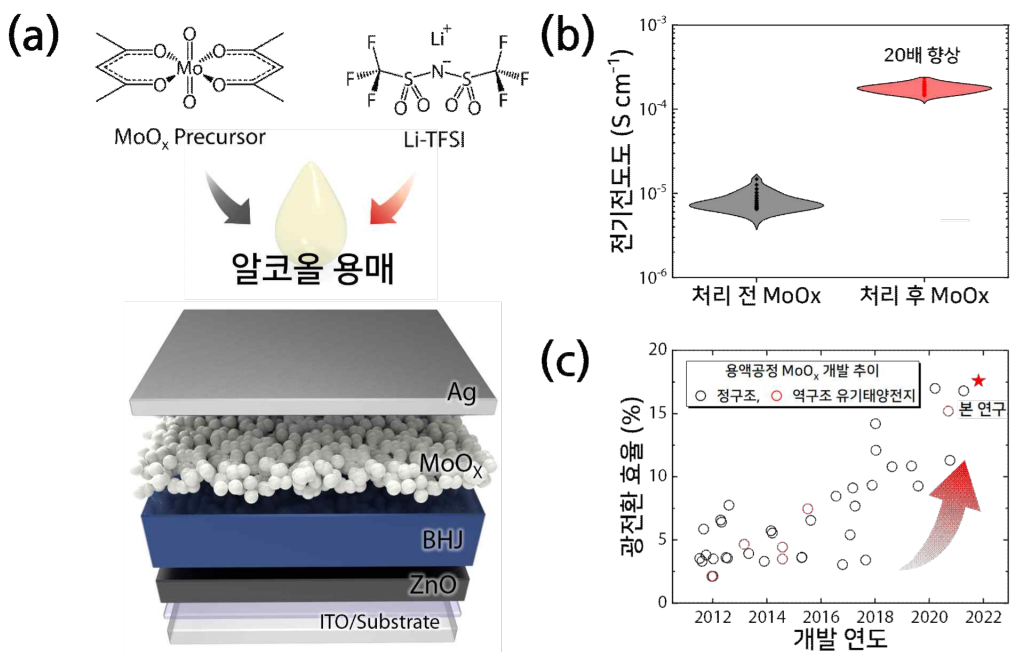 (a)
O
O
O
Mo
O
O
O
MoOx Precursor
Li+
F
F
F
S
N-
S
F
F
F
O
O
O
O
Li-TFSI
알코올 용매
Ag
MoOX
BHJ
ZnO
ITO/Substrate
(b)
전기전도도 (S cm-1)
10-3
10-4
10-5
10-6
20배 향상
처리 전 MoOx
처리 후 MoOx
(c)
광전환 효율 (%)
20
15
10
5
0
용액공정 MoOx 개발 추이
정구조, 역구조 유기태양전지
본 연구
2012 2014 2016 2018 2020 2022
개발 연도